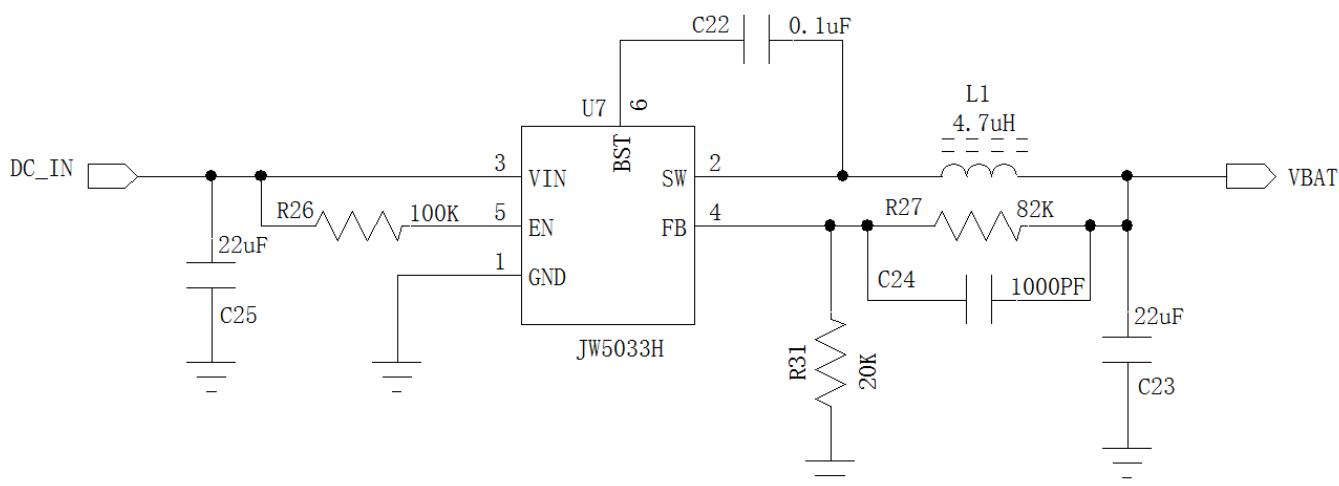 C22 0.1uF
U7
6
BST
L1
4.7uH
DC_IN
3
VIN
SW
2
VBAT
R26
100K
5
EN
FB
4
R27
82K
22uF
C25
1
GND
C24
1000PF
JW5033H
R31
20K
22uF
C23